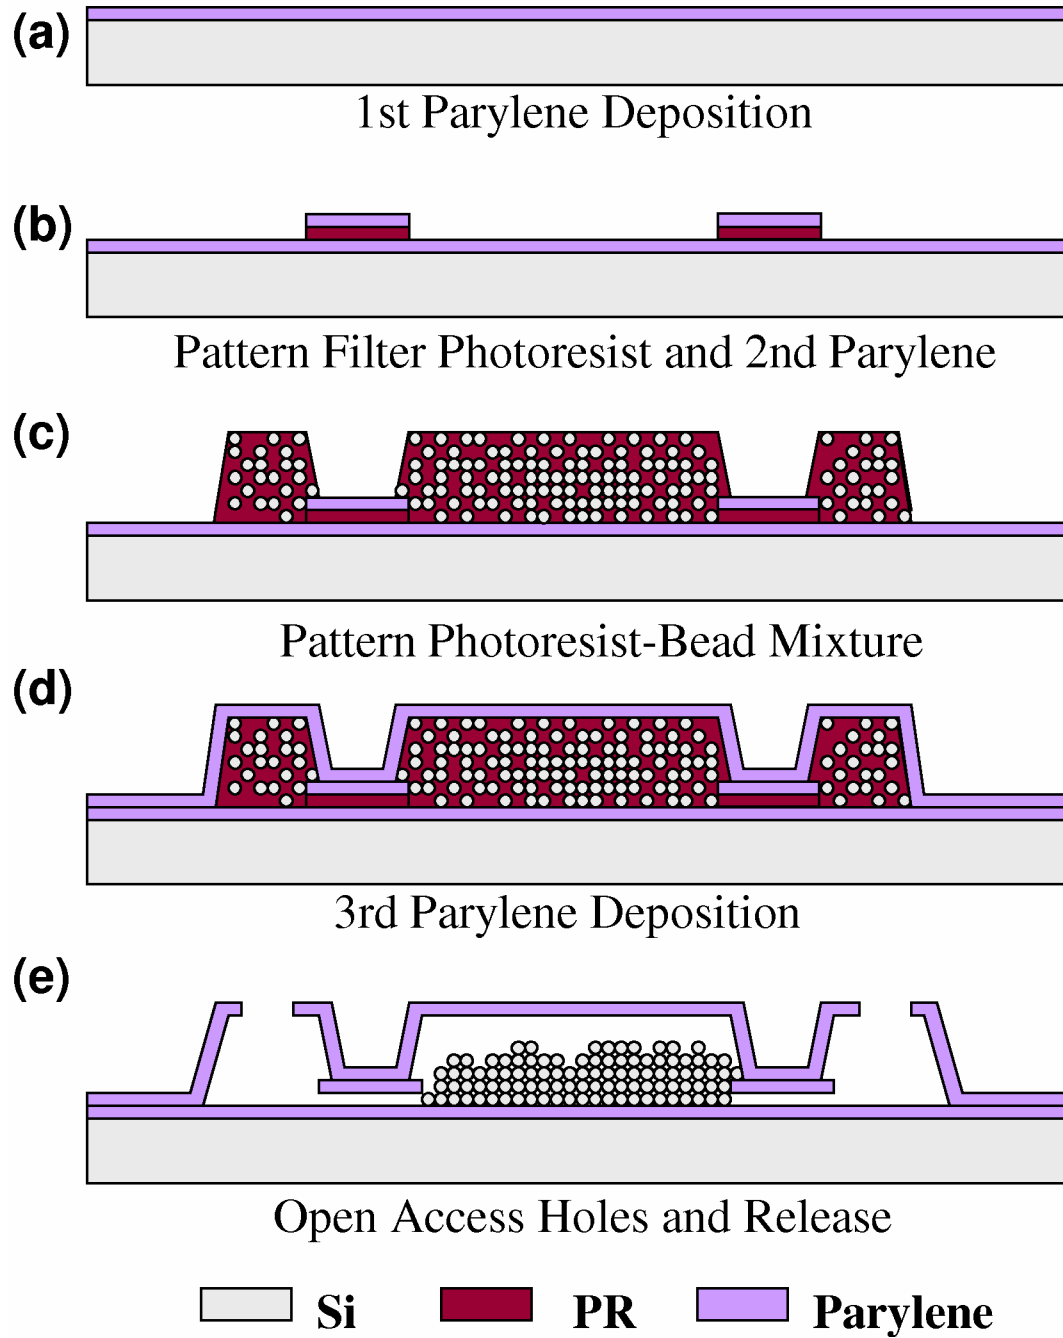 (a)
1st Parylene Deposition
(b)
Pattern Filter Photoresist and 2nd Parylene
(c)
Pattern Photoresist-Bead Mixture
(d)
3rd Parylene Deposition
(e)
Open Access Holes and Release
Si PR Parylene